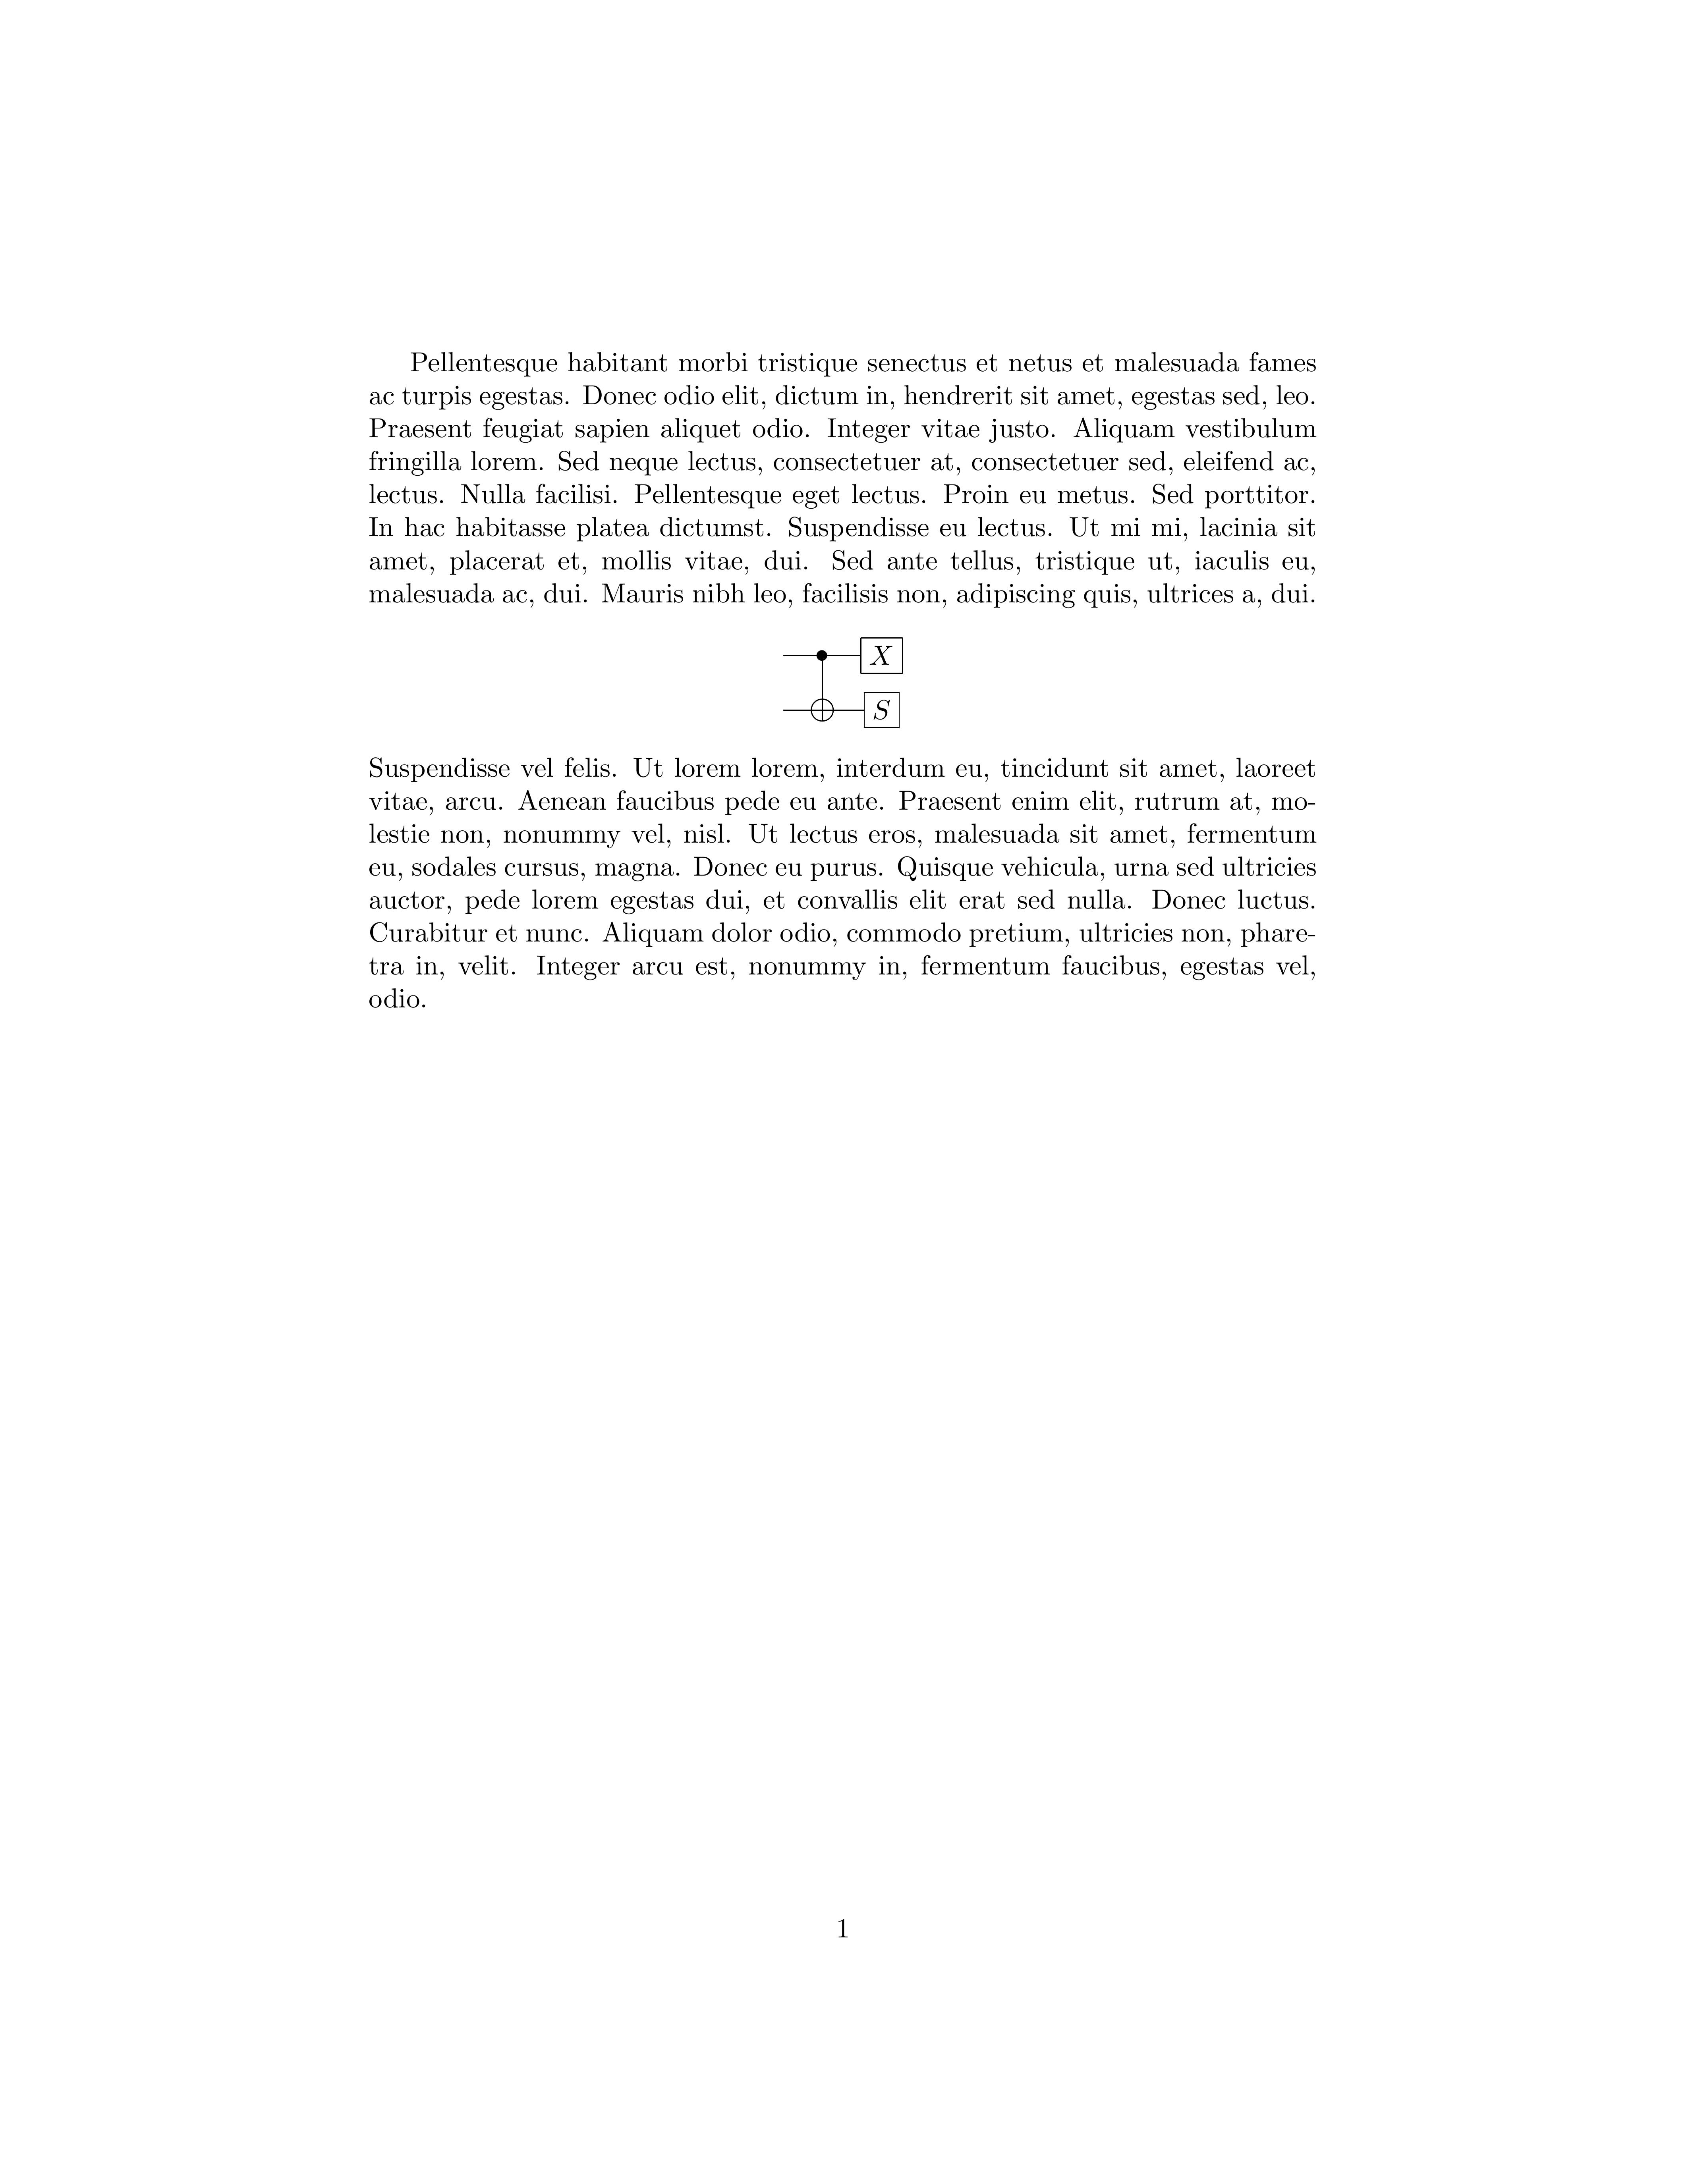 Pellentesque habitant morbi tristique senectus et netus et malesuada fames
ac turpis egestas. Donec odio elit, dictum in, hendrerit sit amet, egestas sed, leo.
Praesent feugiat sapien aliquet odio. Integer vitae justo. Aliquam vestibulum
fringilla lorem. Sed neque lectus, consectetuer at, consectetuer sed, eleifend ac,
lectus. Nulla facilisi. Pellentesque eget lectus. Proin eu metus. Sed porttitor.
In hac habitasse platea dictumst. Suspendisse eu lectus. Ut mi mi, lacinia sit
amet, placerat et, mollis vitae, dui. Sed ante tellus, tristique ut, iaculis eu,
malesuada ac, dui. Mauris nibh leo, facilisis non, adipiscing quis, ultrices a, dui.
X
S
Suspendisse vel felis. Ut lorem lorem, interdum eu, tincidunt sit amet, laoreet
vitae, arcu. Aenean faucibus pede eu ante. Praesent enim elit, rutrum at, mo-
lestie non, nonummy vel, nisl. Ut lectus eros, malesuada sit amet, fermentum
eu, sodales cursus, magna. Donec eu purus. Quisque vehicula, urna sed ultricies
auctor, pede lorem egestas dui, et convallis elit erat sed nulla. Donec luctus.
Curabitur et nunc. Aliquam dolor odio, commodo pretium, ultricies non, phare-
tra in, velit. Integer arcu est, nonummy in, fermentum faucibus, egestas vel,
odio.
1